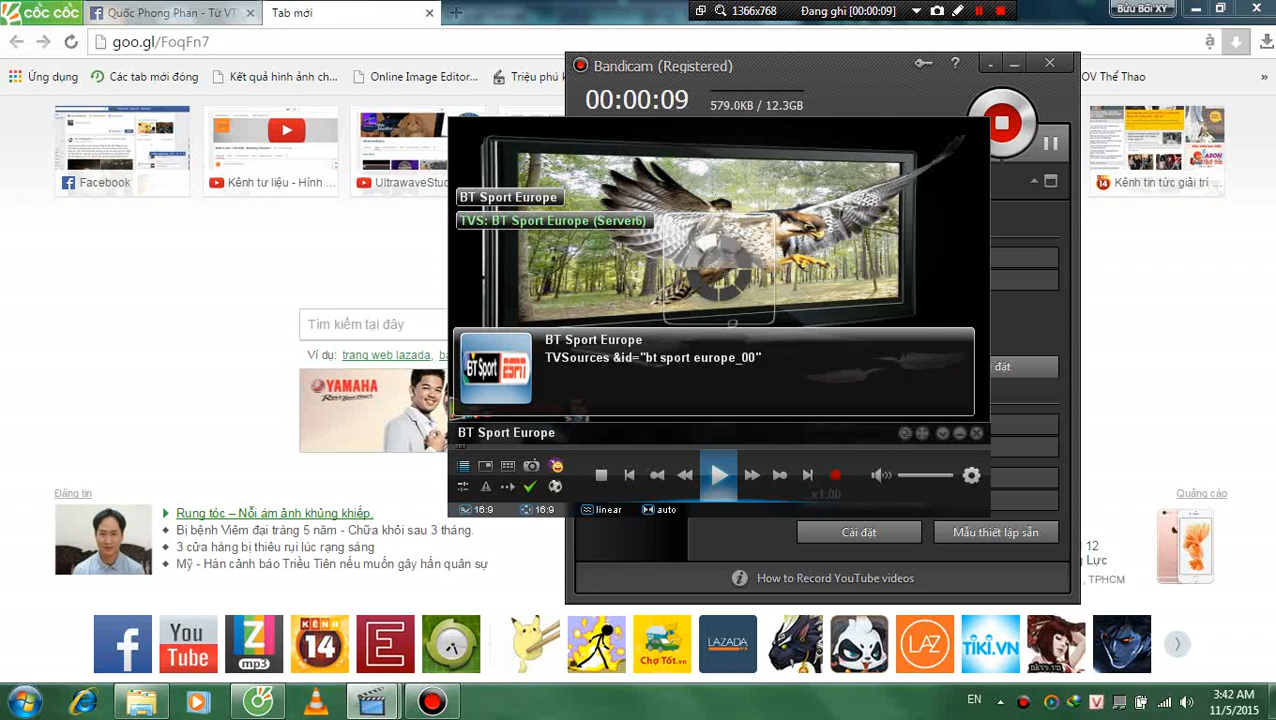 CỐC CỐC
Quốc Phong Phan - Từ VT
Tab mới
1366x768
Đang ghi [00:00:09]
Bựu Bối XY
goo.gl/FoqFn7
Ứng dụng
Các tab mới đóng
Kết quả hình ảnh ch...
Online Image Editor...
Triệu phú
OV Thể Thao
»
Bandicam (Registered)
00:00:09
579.0KB / 12.3GB
Facebook
Kênh tư liệu - Hình ...
UltrawaveStud
Kênh tin tức giải trí ...
BT Sport Europe
TVS: BT Sport Europe (Server6)
Tìm kiếm tại đây
Ví dụ: trang web lazada,
YAMAHA
BT Sport ESPN
BT Sport Europe
TVSources &id="bt sport europe_00"
đặt
BT Sport Europe
x1.00
16:9
16:9
linear
auto
Đăng tin
Quảng cáo
Rụng tóc – Nỗi ám ảnh khủng khiếp.
Bị bệnh Viêm đại tràng 5 năm - Chữa khỏi sau 3 tháng.
3 cửa hàng bị thiêu rụi lúc rạng sáng
Mỹ - Hàn cảnh báo Triều Tiên nếu muốn gây hấn quân sự
Cài đặt
Mẫu thiết lập sẵn
12
g Lực
, TPHCM
How to Record YouTube videos
You
Tube
mp3
KÊNH
14
E
Chợ Tốt.vn
LAZADA
LAZ
TIKI.VN
nkvs.vn
EN
3:42 AM
11/5/2015